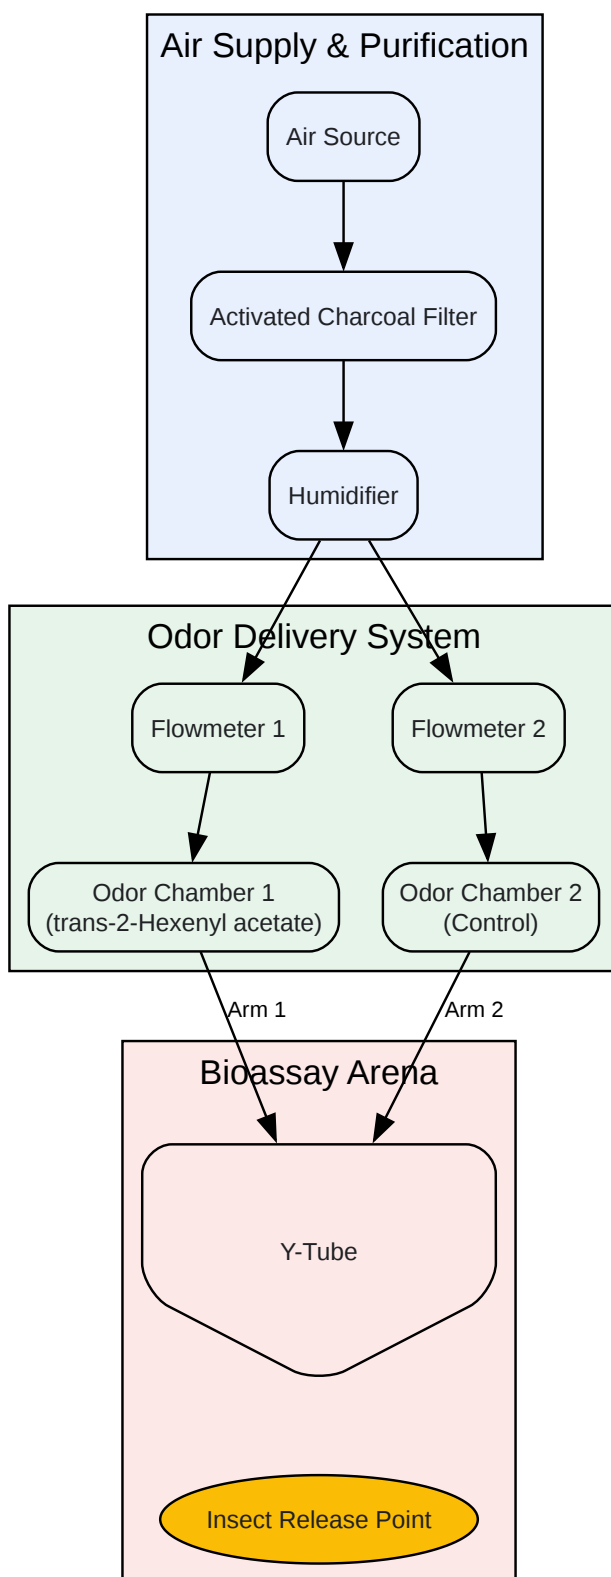 Air Supply & Purification
Air Source
Activated Charcoal Filter
Humidifier
Odor Delivery System
Flowmeter 1
Flowmeter 2
Odor Chamber 1
(trans-2-Hexenyl acetate)
Odor Chamber 2
(Control)
Arm 1
Arm 2
Bioassay Arena
Y-Tube
Insect Release Point